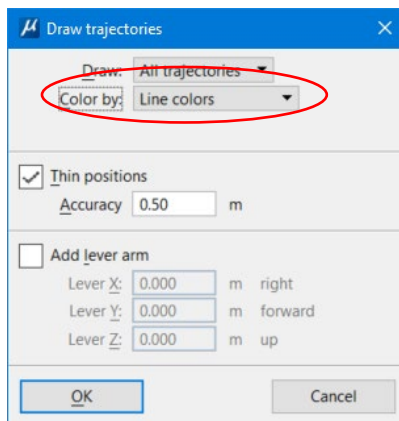 µ Draw trajectories
Draw: All trajectories
Color by: Line colors
Thin positions
Accuracy 0.50 m
Add lever arm
Lever X: 0.000 m right
Lever Y: 0.000 m forward
Lever Z: 0.000 m up
OK Cancel